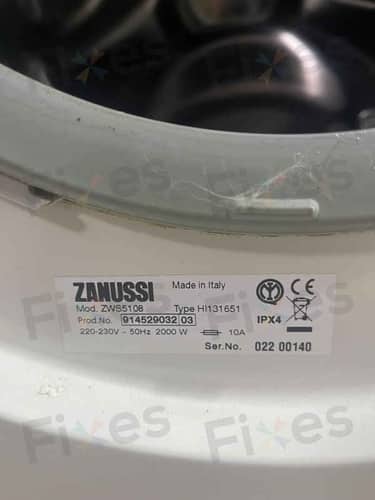 ZANUSSI Made in Italy
Mod. ZWS5108 Type HI131651
Prod.No. 914529032 03 IPX4
220-230V ~ 50Hz 2000 W 10A
Ser.No. 022 00140
Fixes
Fixes
Fixes
Fixes
Fixes
Fixes